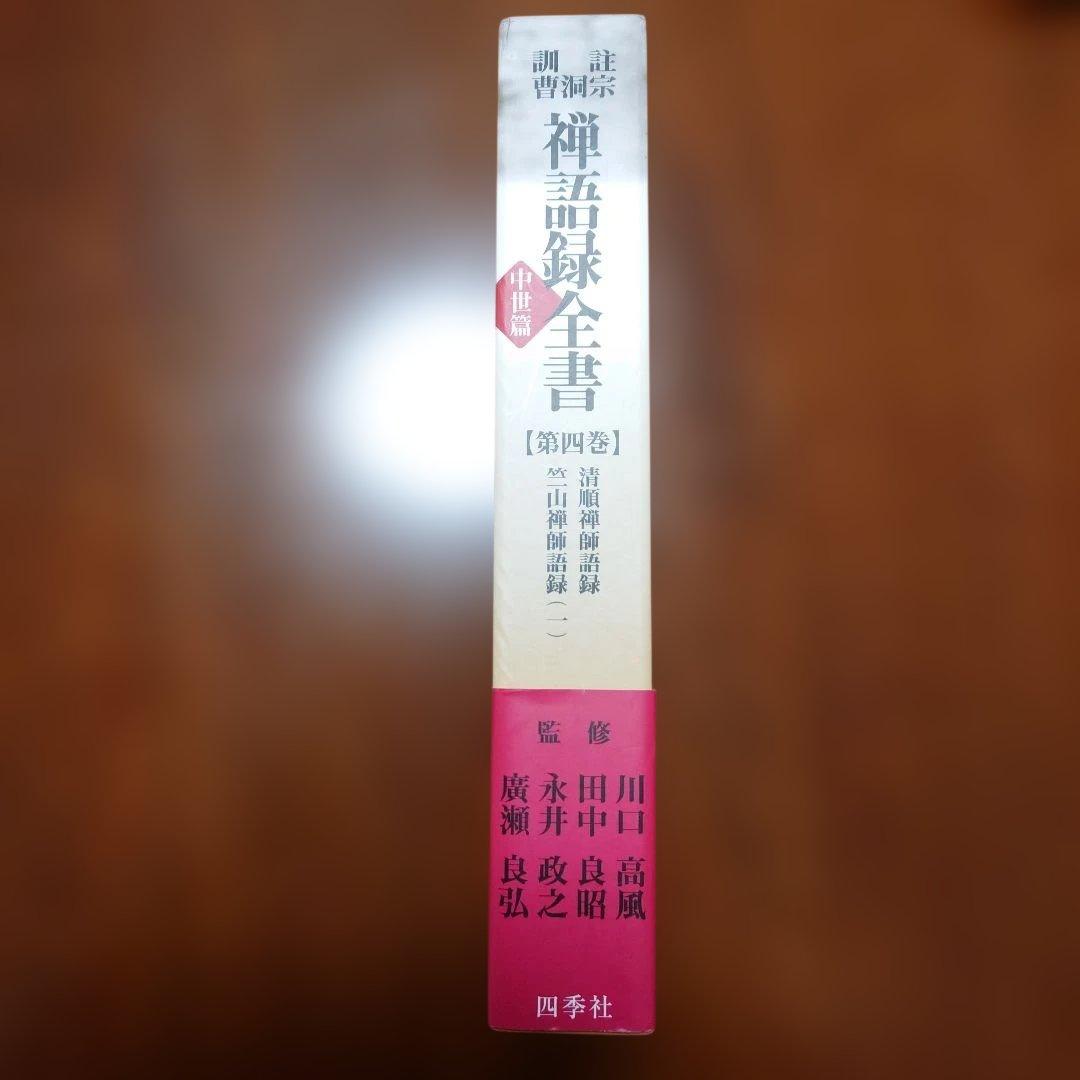 訓註
曹洞宗
禅語録全書
中世篇
【第四巻】
清順禅師語録
竺山禅師語録(一)
監修
川口高風
田中良昭
永井政之
廣瀬良弘
四季社